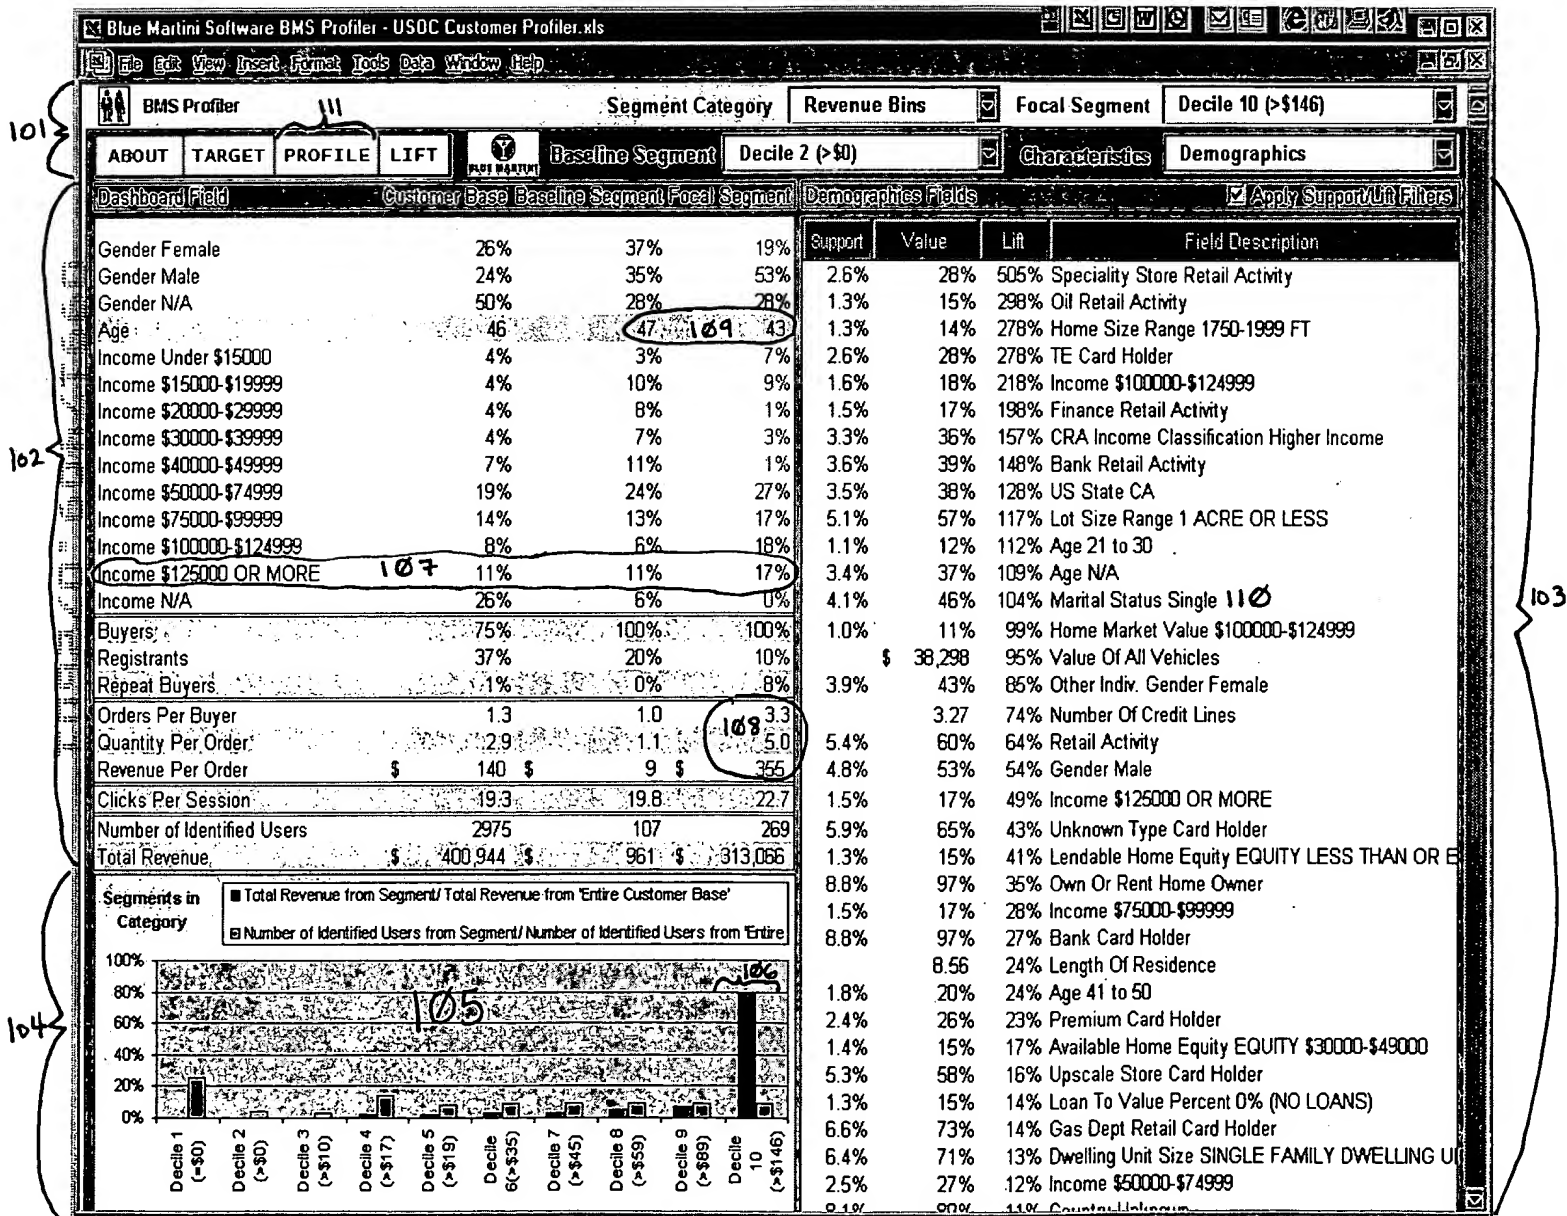 Blue Martini Software BMS Profiler - USOC Customer Profiler.xls
File Edit View Insert Format Tools Data Window Help
BMS Profiler 111 Segment Category Revenue Bins Focal Segment Decile 10 (>$146)
101
ABOUT TARGET PROFILE LIFT BLUE MARTINI Baseline Segment Decile 2 (>$0) Characteristics Demographics
Dashboard Field Customer Base Baseline Segment Focal Segment
Gender Female 26% 37% 19%
Gender Male 24% 35% 53%
Gender N/A 50% 28% 28%
Age 46 47 109 43
Income Under $15000 4% 3% 7%
Income $15000-$19999 4% 10% 9%
Income $20000-$29999 4% 8% 1%
Income $30000-$39999 4% 7% 3%
102
Income $40000-$49999 7% 11% 1%
Income $50000-$74999 19% 24% 27%
Income $75000-$99999 14% 13% 17%
Income $100000-$124999 8% 6% 18%
Income $125000 OR MORE 107 11% 11% 17%
Income N/A 26% 6% 0%
Buyers 75% 100% 100%
Registrants 37% 20% 10%
Repeat Buyers 1% 0% 8%
Orders Per Buyer 1.3 1.0 3.3
108
Quantity Per Order 2.9 1.1 5.0
Revenue Per Order $ 140 $ 9 $ 355
Clicks Per Session 19.3 19.8 22.7
Number of Identified Users 2975 107 269
Total Revenue $ 400,944 $ 961 $ 313,066
Segments in Category
Total Revenue from Segment/ Total Revenue from 'Entire Customer Base'
Number of Identified Users from Segment/ Number of Identified Users from 'Entire
100%
80%
60%
40%
20%
0%
104
105
106
Decile 1 (=$0)
Decile 2 (>$0)
Decile 3 (>$10)
Decile 4 (>$17)
Decile 5 (>$19)
Decile 6(>$35)
Decile 7 (>$45)
Decile 8 (>$59)
Decile 9 (>$89)
Decile 10 (>$146)
Demographics Fields Apply Support/Lift Filters
Support Value Lift Field Description
2.6% 28% 505% Speciality Store Retail Activity
1.3% 15% 298% Oil Retail Activity
1.3% 14% 278% Home Size Range 1750-1999 FT
2.6% 28% 278% TE Card Holder
1.6% 18% 218% Income $100000-$124999
1.5% 17% 198% Finance Retail Activity
3.3% 36% 157% CRA Income Classification Higher Income
3.6% 39% 148% Bank Retail Activity
3.5% 38% 128% US State CA
5.1% 57% 117% Lot Size Range 1 ACRE OR LESS
1.1% 12% 112% Age 21 to 30
3.4% 37% 109% Age N/A
4.1% 46% 104% Marital Status Single 110
103
1.0% 11% 99% Home Market Value $100000-$124999
$ 38,298 95% Value Of All Vehicles
3.9% 43% 85% Other Indiv. Gender Female
3.27 74% Number Of Credit Lines
5.4% 60% 64% Retail Activity
4.8% 53% 54% Gender Male
1.5% 17% 49% Income $125000 OR MORE
5.9% 65% 43% Unknown Type Card Holder
1.3% 15% 41% Lendable Home Equity EQUITY LESS THAN OR E
8.8% 97% 35% Own Or Rent Home Owner
1.5% 17% 28% Income $75000-$99999
8.8% 97% 27% Bank Card Holder
8.56 24% Length Of Residence
1.8% 20% 24% Age 41 to 50
2.4% 26% 23% Premium Card Holder
1.4% 15% 17% Available Home Equity EQUITY $30000-$49000
5.3% 58% 16% Upscale Store Card Holder
1.3% 15% 14% Loan To Value Percent 0% (NO LOANS)
6.6% 73% 14% Gas Dept Retail Card Holder
6.4% 71% 13% Dwelling Unit Size SINGLE FAMILY DWELLING U
2.5% 27% 12% Income $50000-$74999